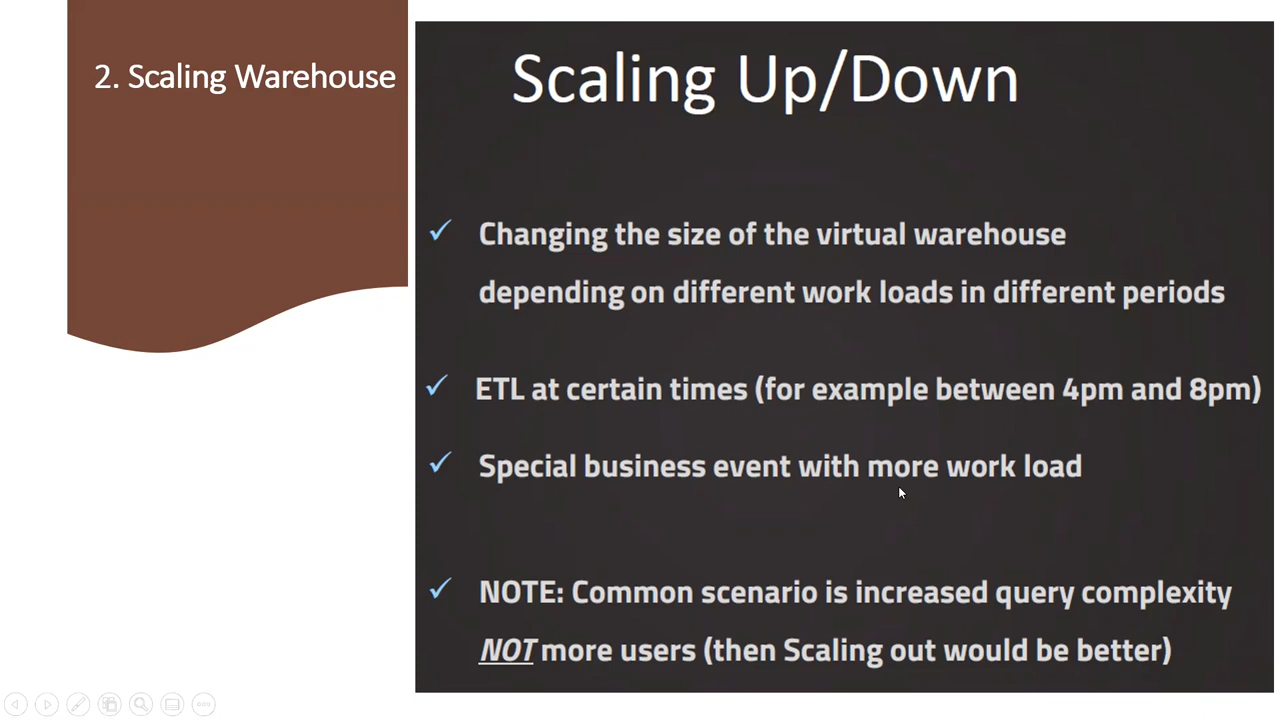 2. Scaling Warehouse
Scaling Up/Down
Changing the size of the virtual warehouse
depending on different work loads in different periods
ETL at certain times (for example between 4pm and 8pm)
Special business event with more work load
NOTE: Common scenario is increased query complexity
NOT more users (then Scaling out would be better)